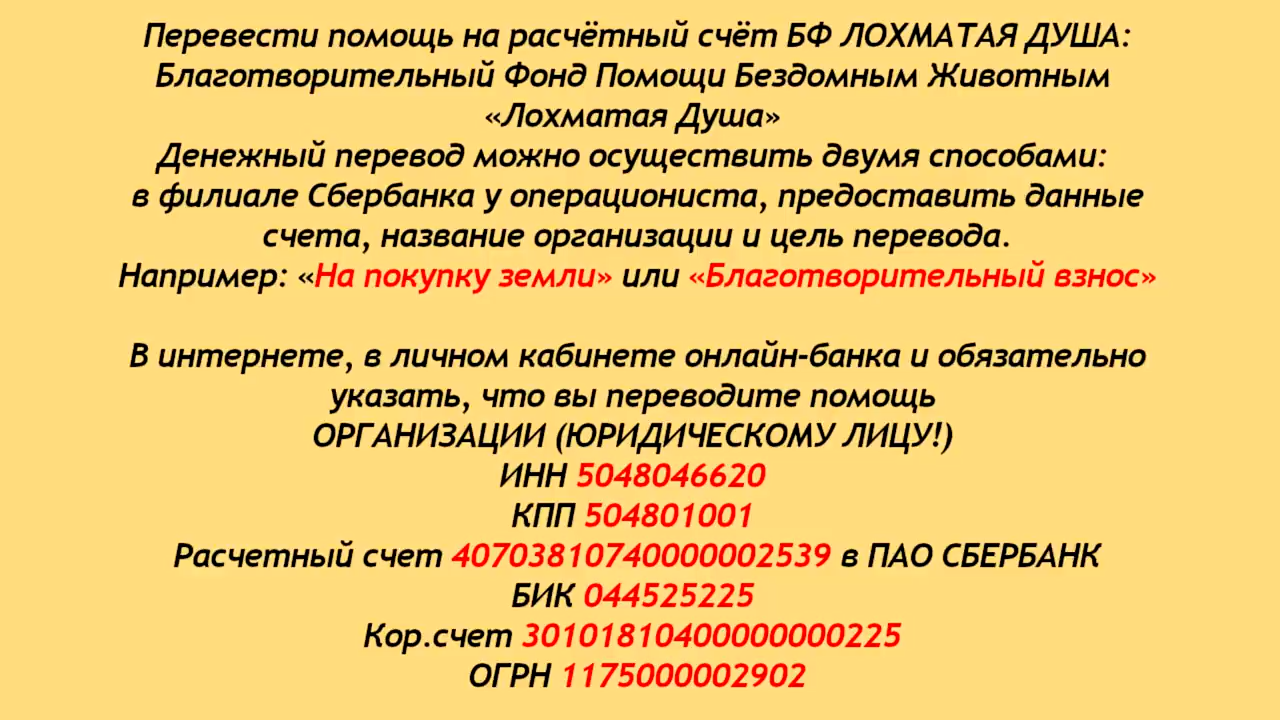 Перевести помощь на расчётный счёт БФ ЛОХМАТАЯ ДУША:
Благотворительный Фонд Помощи Бездомным Животным
«Лохматая Душа»
Денежный перевод можно осуществить двумя способами:
в филиале Сбербанка у операциониста, предоставить данные
счета, название организации и цель перевода.
Например: «На покупку земли» или «Благотворительный взнос»
В интернете, в личном кабинете онлайн-банка и обязательно
указать, что вы переводите помощь
ОРГАНИЗАЦИИ (ЮРИДИЧЕСКОМУ ЛИЦУ!)
ИНН 5048046620
КПП 504801001
Расчетный счет 40703810740000002539 в ПАО СБЕРБАНК
БИК 044525225
Кор.счет 30101810400000000225
ОГРН 1175000002902